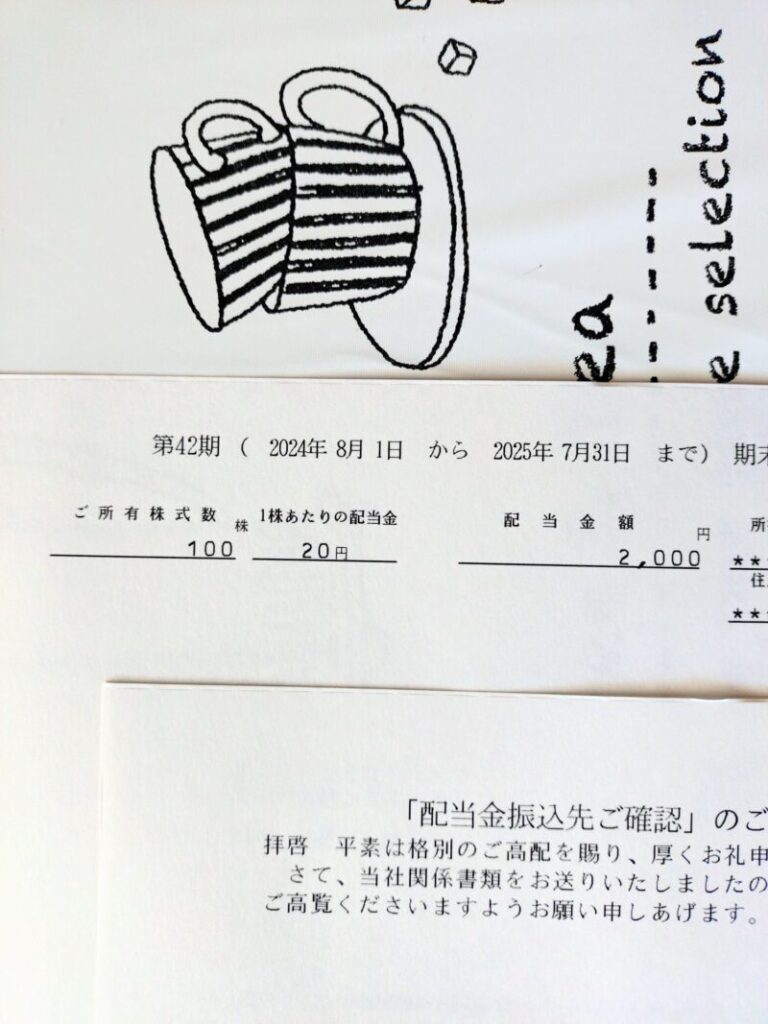 ea
e selection
第42期 （ 2024年 8月 1日 から 2025年 7月31日 まで） 期末
ご所有株式数 株 1株あたりの配当金 配当金額 円 所
100 20円 2,000 **
住
**
「配当金振込先ご確認」のご
拝啓 平素は格別のご高配を賜り、厚くお礼申
さて、当社関係書類をお送りいたしましたの
ご高覧くださいますようお願い申しあげます。